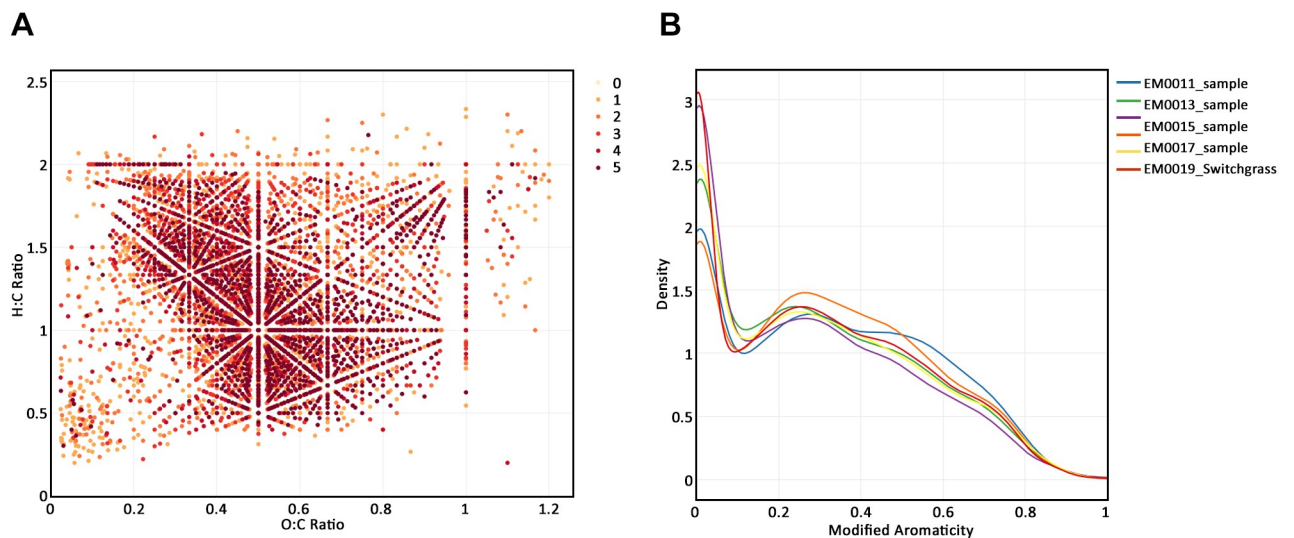 A
B
2.5
2
1.5
1
0.5
0
H:C Ratio
0
0.2
0.4
0.6
0.8
1
1.2
O:C Ratio
0
1
2
3
4
5
3
2.5
2
1.5
1
0.5
0
Density
0
0.2
0.4
0.6
0.8
1
Modified Aromaticity
EM0011_sample
EM0013_sample
EM0015_sample
EM0017_sample
EM0019_Switchgrass